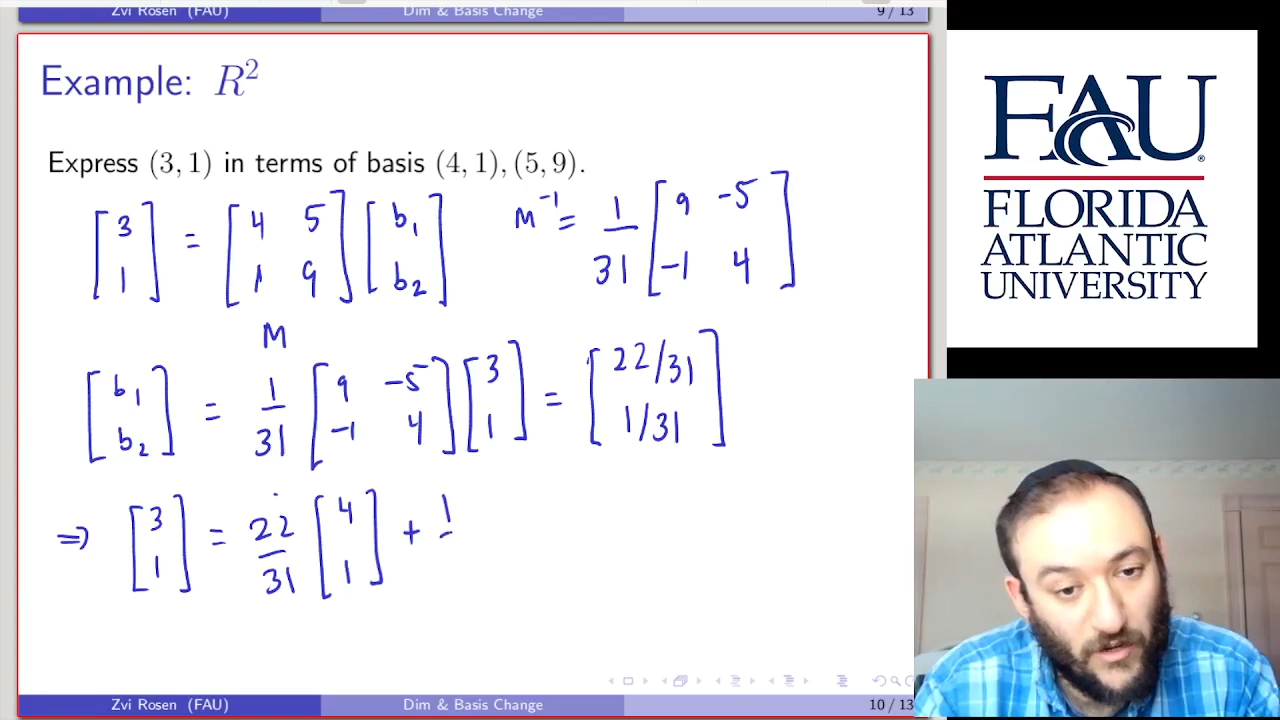 Zvi Rosen (FAU) Dim & Basis Change 9 / 13
Example: R²
Express (3, 1) in terms of basis (4, 1), (5, 9).
[3 1] = [4 5 1 9] [b₁ b₂] M⁻¹ = 1/31 [9 -5 -1 4]
M
[b₁ b₂] = 1/31 [9 -5 -1 4] [3 1] = [22/31 1/31]
⇒ [3 1] = 22/31 [4 1] + 1
Zvi Rosen (FAU) Dim & Basis Change 10 / 13
FAU®
FLORIDA
ATLANTIC
UNIVERSITY